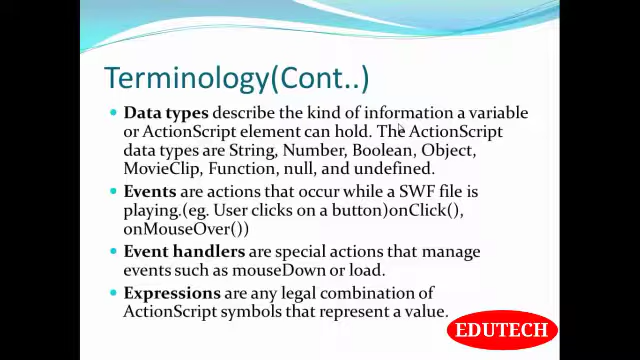 Terminology(Cont..)
Data types describe the kind of information a variable
or ActionScript element can hold. The ActionScript
data types are String, Number, Boolean, Object,
MovieClip, Function, null, and undefined.
Events are actions that occur while a SWF file is
playing.(eg. User clicks on a button)onClick(),
onMouseOver())
Event handlers are special actions that manage
events such as mouseDown or load.
Expressions are any legal combination of
ActionScript symbols that represent a value.
EDUTECH